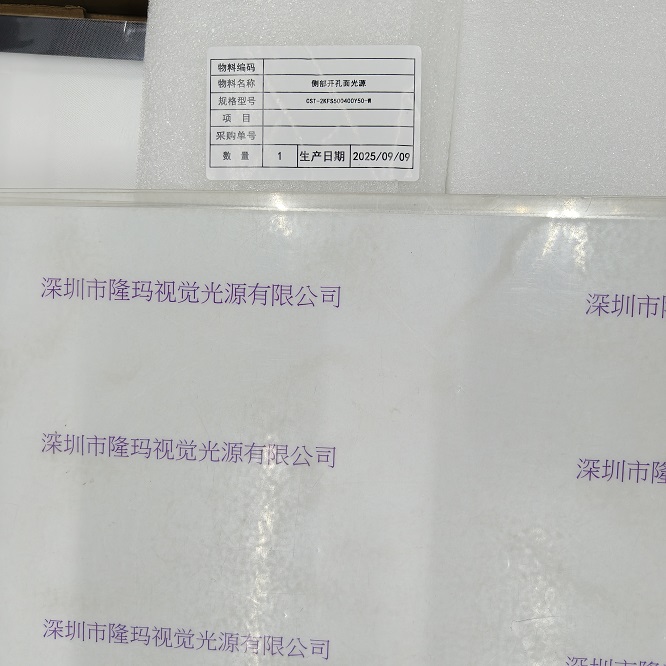 物料编码
物料名称 侧部开孔面光源
规格型号 CST-2KFS500400Y50-W
项 目
采购单号
数 量 1 生产日期 2025/09/09
深圳市隆玛视觉光源有限公司 深圳市
深圳市隆玛视觉光源有限公司 深圳市隆
深圳市隆玛视觉光源有限公司 深圳市隆